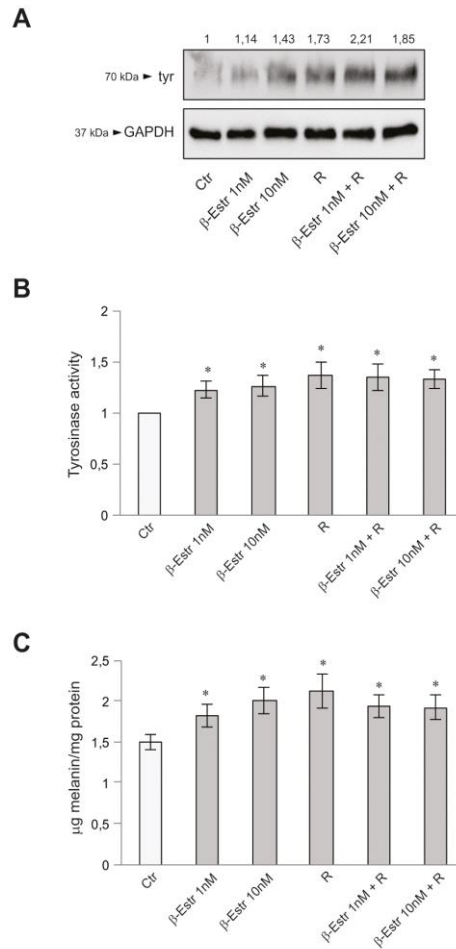 A
1 1,14 1,43 1,73 2,21 1,85
70 kDa ► tyr
37 kDa ► GAPDH
Ctr
β-Estr 1nM
β-Estr 10nM
R
β-Estr 1nM + R
β-Estr 10nM + R
B
Tyrosinase activity
2
1,5
1
0,5
0
* * * * *
Ctr
β-Estr 1nM
β-Estr 10nM
R
β-Estr 1nM + R
β-Estr 10nM + R
C
µg melanin/mg protein
2,5
2
1,5
1
0,5
0
* * * * *
Ctr
β-Estr 1nM
β-Estr 10nM
R
β-Estr 1nM + R
β-Estr 10nM + R